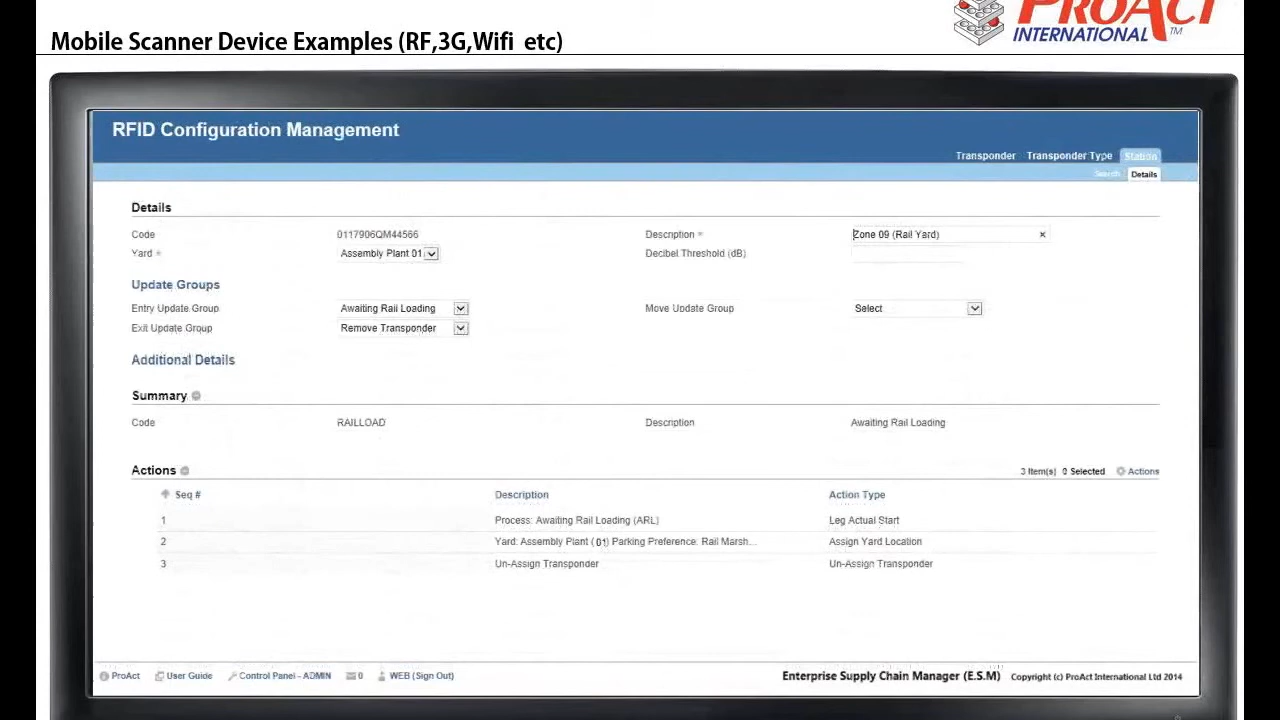 PROACT
INTERNATIONAL TM
Mobile Scanner Device Examples (RF,3G,Wifi etc)
RFID Configuration Management
Transponder Transponder Type Station
Search Details
Details
Code 0117906QM44566 Description * Zone 09 (Rail Yard) ×
Yard * Assembly Plant 01 Decibel Threshold (dB)
Update Groups
Entry Update Group Awaiting Rail Loading Move Update Group Select
Exit Update Group Remove Transponder
Additional Details
Summary
Code RAILLOAD Description Awaiting Rail Loading
Actions 3 Item(s) 0 Selected Actions
Seq # Description Action Type
1 Process: Awaiting Rail Loading (ARL) Leg Actual Start
2 Yard: Assembly Plant (01) Parking Preference: Rail Marsh... Assign Yard Location
3 Un-Assign Transponder Un-Assign Transponder
ProAct User Guide Control Panel - ADMIN 0 WEB (Sign Out) Enterprise Supply Chain Manager (E.S.M) Copyright (c) ProAct International Ltd 2014